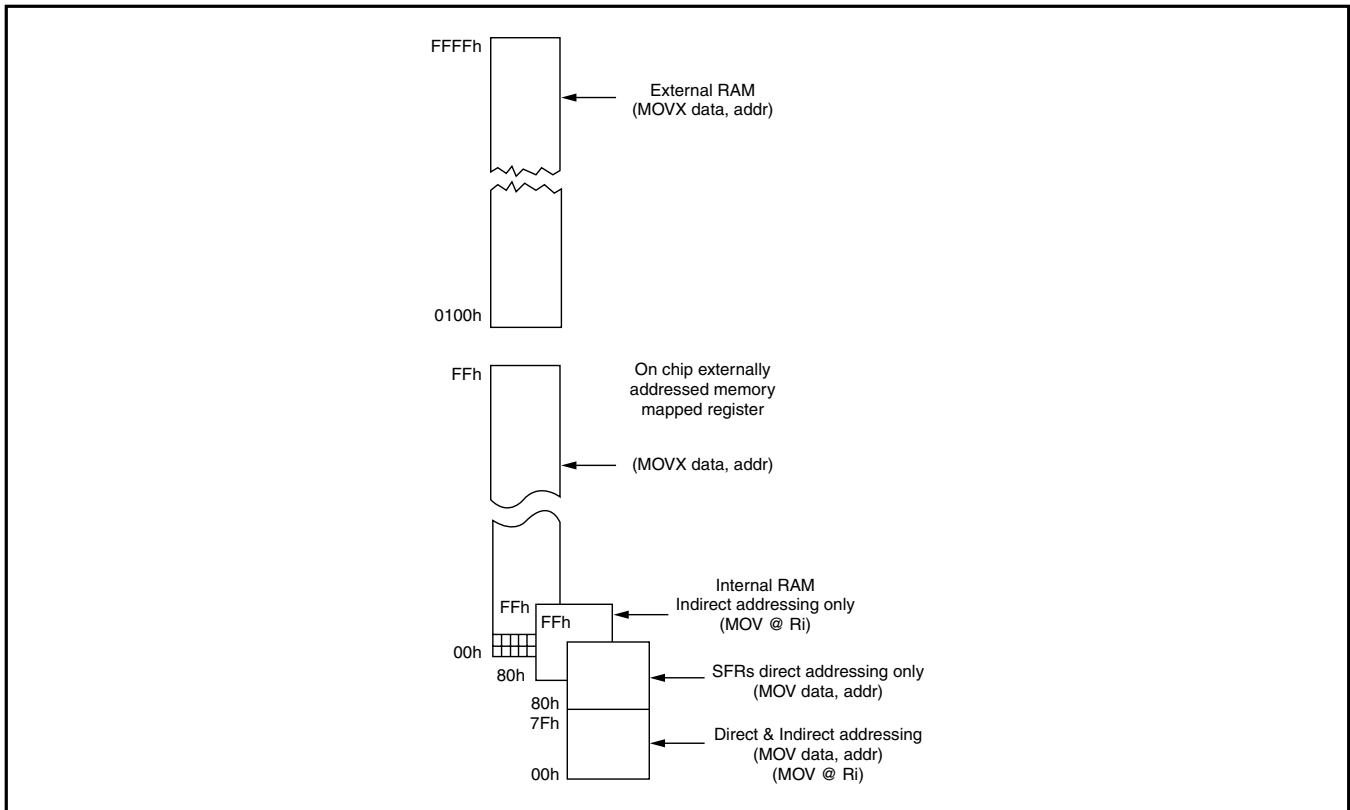 FFFFh
External RAM
(MOVX data, addr)
0100h
FFh
On chip externally
addressed memory
mapped register
(MOVX data, addr)
Internal RAM
Indirect addressing only
(MOV @ Ri)
FFh
FFh
00h
80h
SFRs direct addressing only
(MOV data, addr)
80h
7Fh
Direct & Indirect addressing
(MOV data, addr)
(MOV @ Ri)
00h